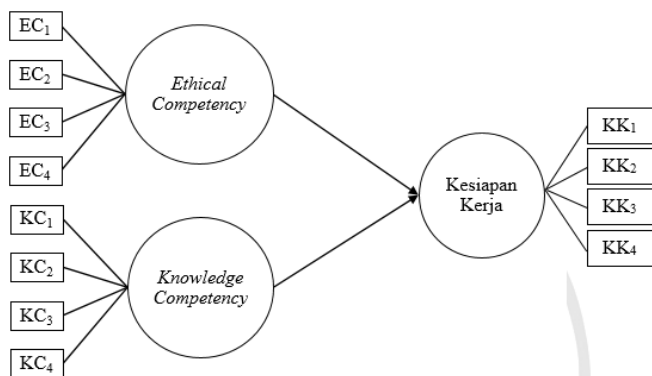 EC₁
EC₂
EC₃
EC₄
Ethical
Competency
KC₁
KC₂
KC₃
KC₄
Knowledge
Competency
Kesiapan
Kerja
KK₁
KK₂
KK₃
KK₄